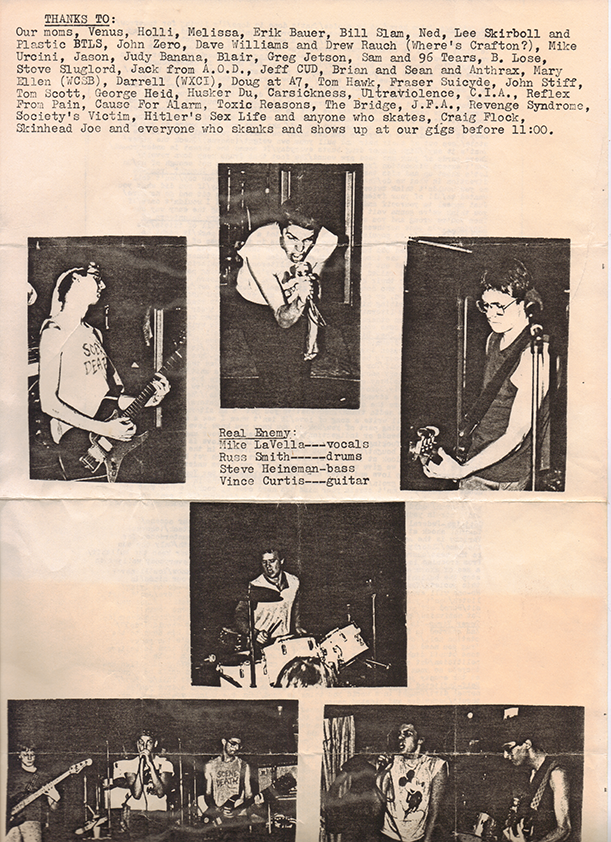 THANKS TO:
Our moms, Venus, Holli, Melissa, Erik Bauer, Bill Slam, Ned, Lee Skirboll and
Plastic BTLS, John Zero, Dave Williams and Drew Rauch (Where's Crafton?), Mike
Urcini, Jason, Judy Banana, Blair, Greg Jetson, Sam and 96 Tears, B. Lose,
Steve Sluglord, Jack from A.O.D., Jeff CUD, Brian and Sean and Anthrax, Mary
Ellen (WCSB), Darrell (WXCI), Doug at A7, Tom Hawk, Fraser Suicyde, John Stiff,
Tom Scott, George Heid, Husker Du, Carsickness, Ultraviolence, C.I.A., Reflex
From Pain, Cause For Alarm, Toxic Reasons, The Bridge, J.F.A., Revenge Syndrome,
Society's Victim, Hitler's Sex Life and anyone who skates, Craig Flock,
Skinhead Joe and everyone who skanks and shows up at our gigs before 11:00.
SCENE
DEATH
Real Enemy:
Mike LaVella---vocals
Russ Smith-----drums
Steve Heineman-bass
Vince Curtis---guitar
SCENE
DEATH